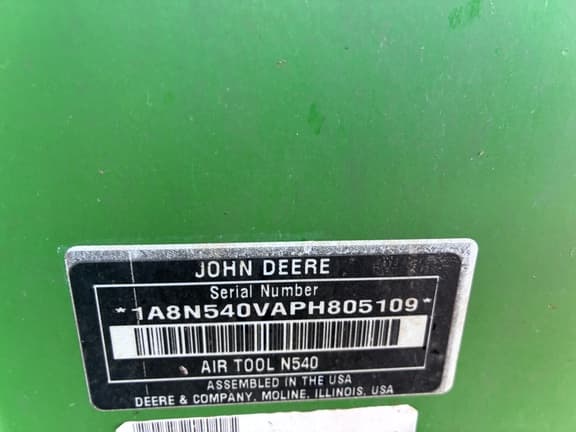 JOHN DEERE
Serial Number
*1A8N540VAPH805109*
AIR TOOL N540
ASSEMBLED IN THE USA
DEERE & COMPANY, MOLINE, ILLINOIS, USA